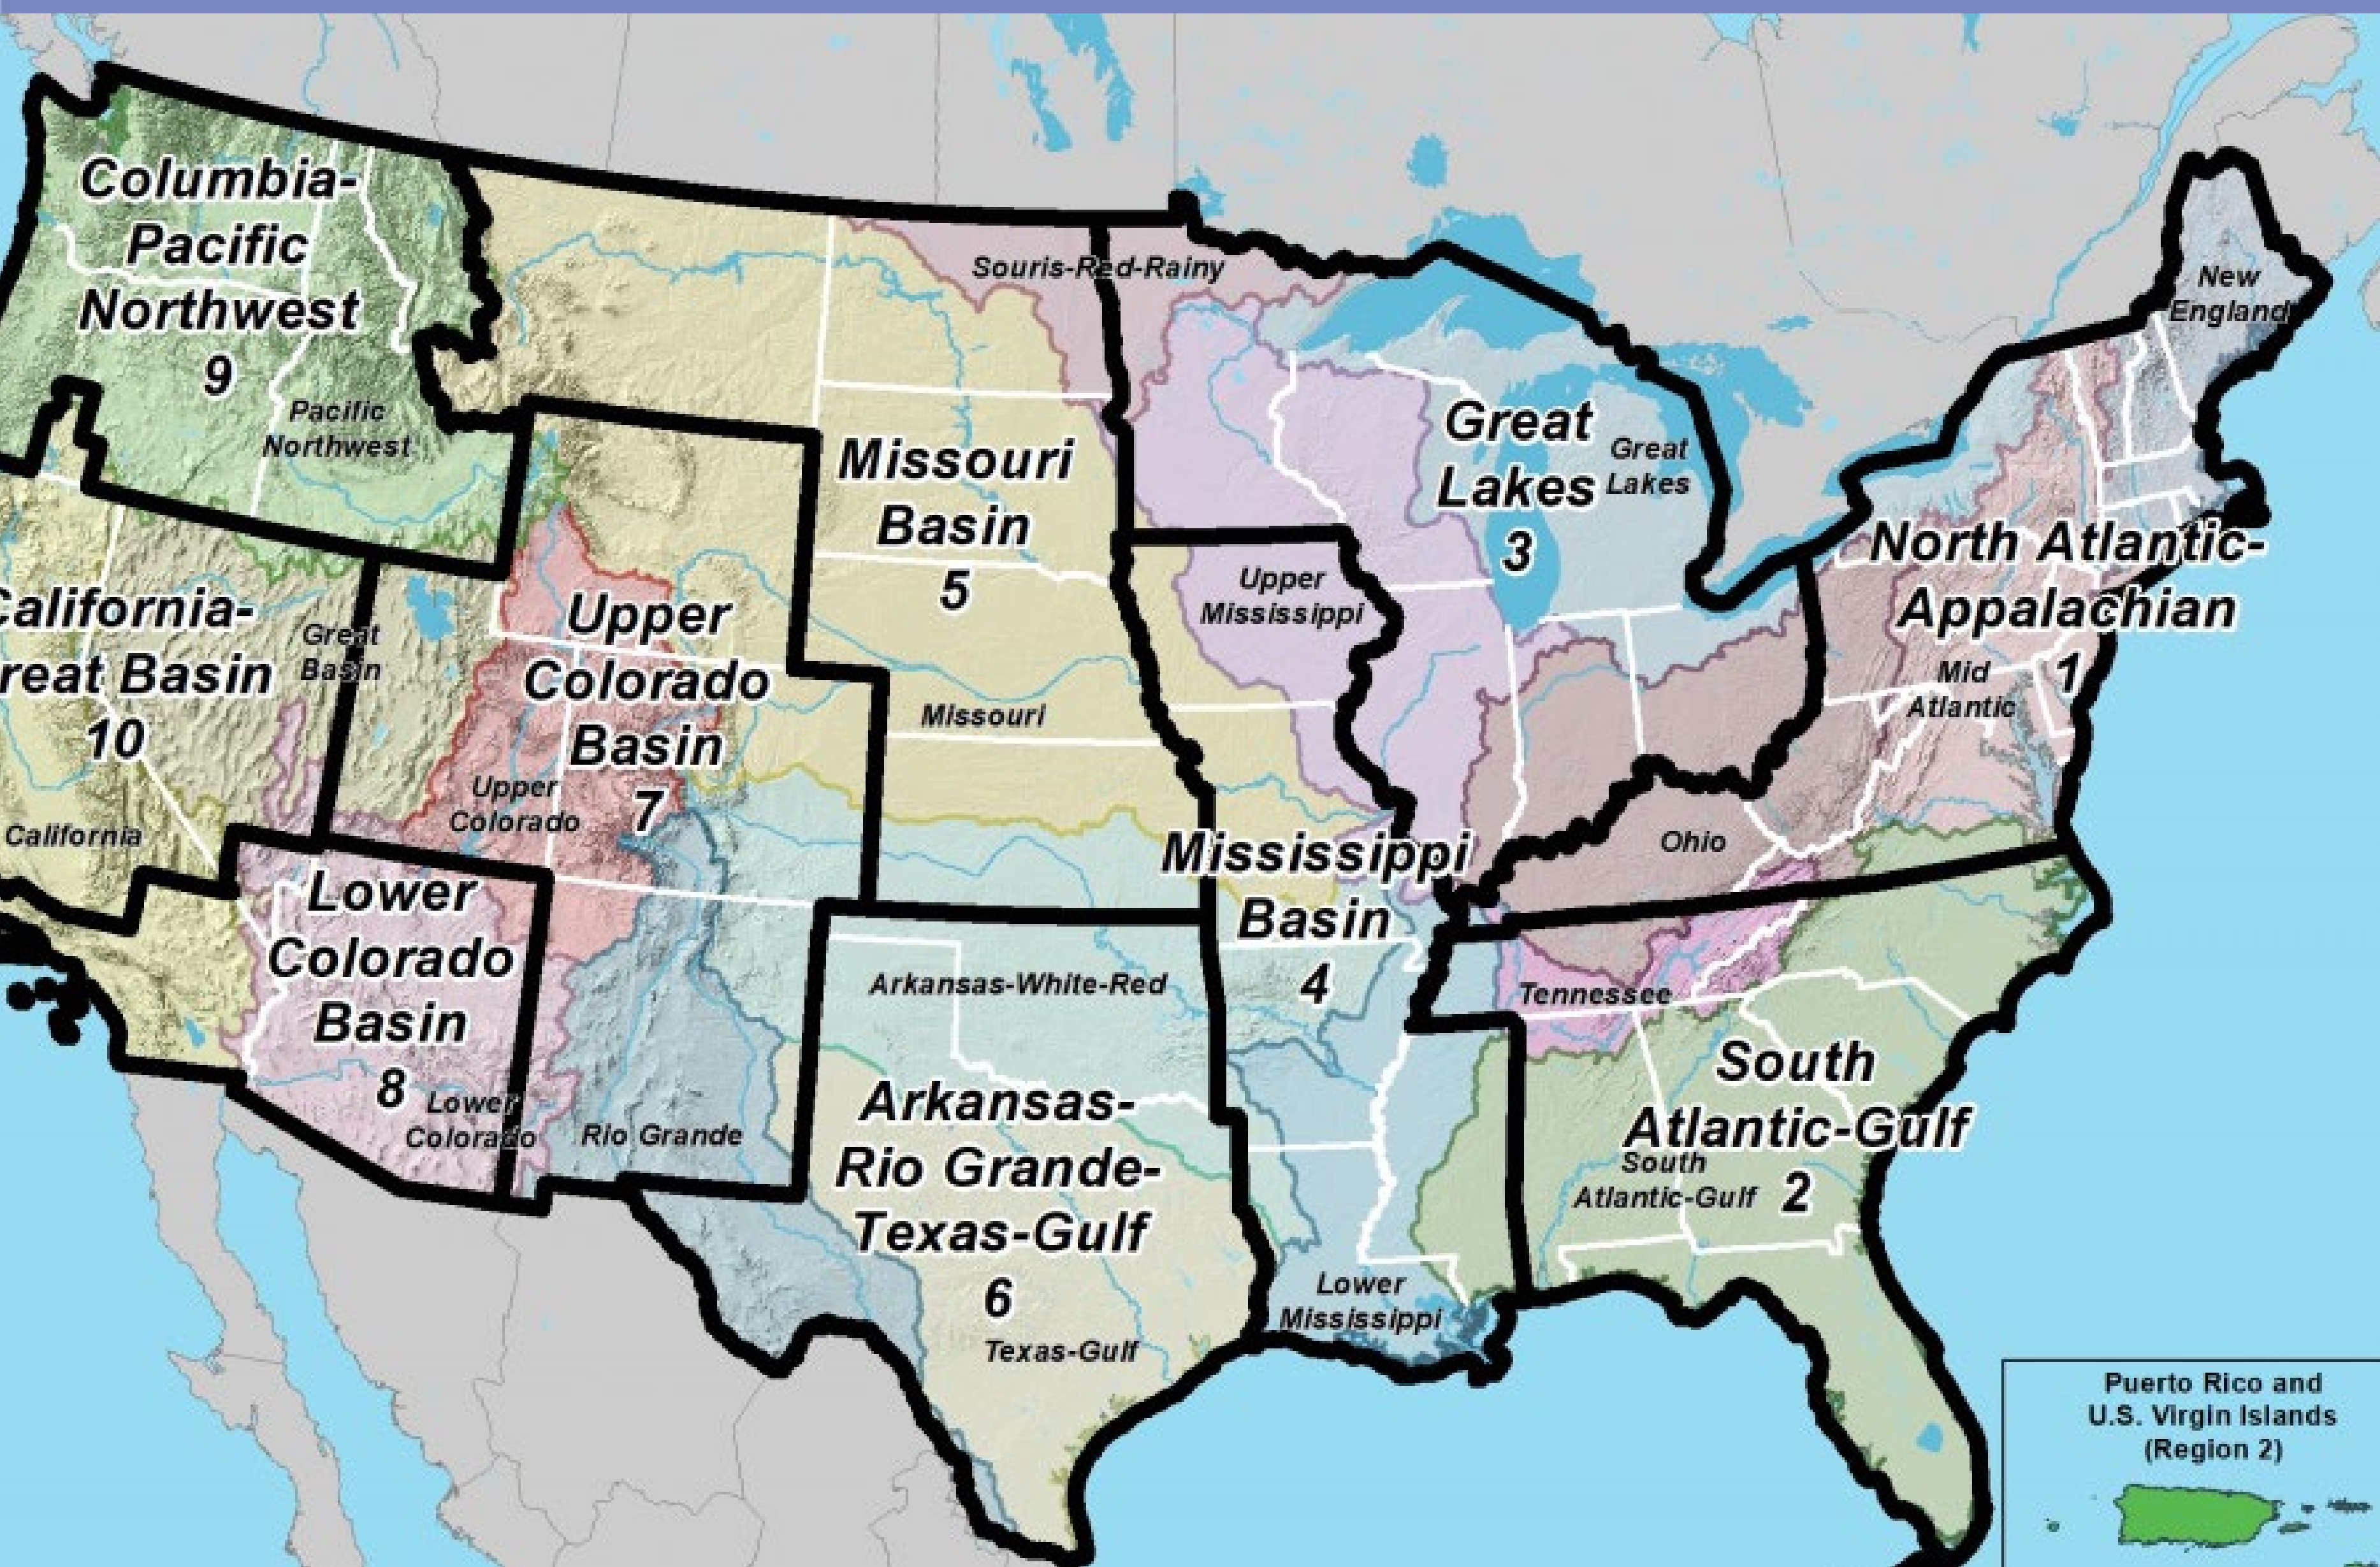 Columbia-
Pacific
Northwest
9
Pacific
Northwest
Souris-Red-Rainy
New
England
Missouri
Basin
5
Missouri
Great
Lakes
3
Great
Lakes
Upper
Mississippi
North Atlantic-
Appalachian
1
Mid
Atlantic
California-
reat Basin
10
Great
Basin
California
Upper
Colorado
Basin
7
Upper
Colorado
Ohio
Mississippi
Basin
4
Lower
Colorado
Basin
8
Lower
Colorado
Rio Grande
Arkansas-White-Red
Arkansas-
Rio Grande-
Texas-Gulf
6
Texas-Gulf
Tennessee
South
Atlantic-Gulf
2
South
Atlantic-Gulf
Lower
Mississippi
Puerto Rico and
U.S. Virgin Islands
(Region 2)